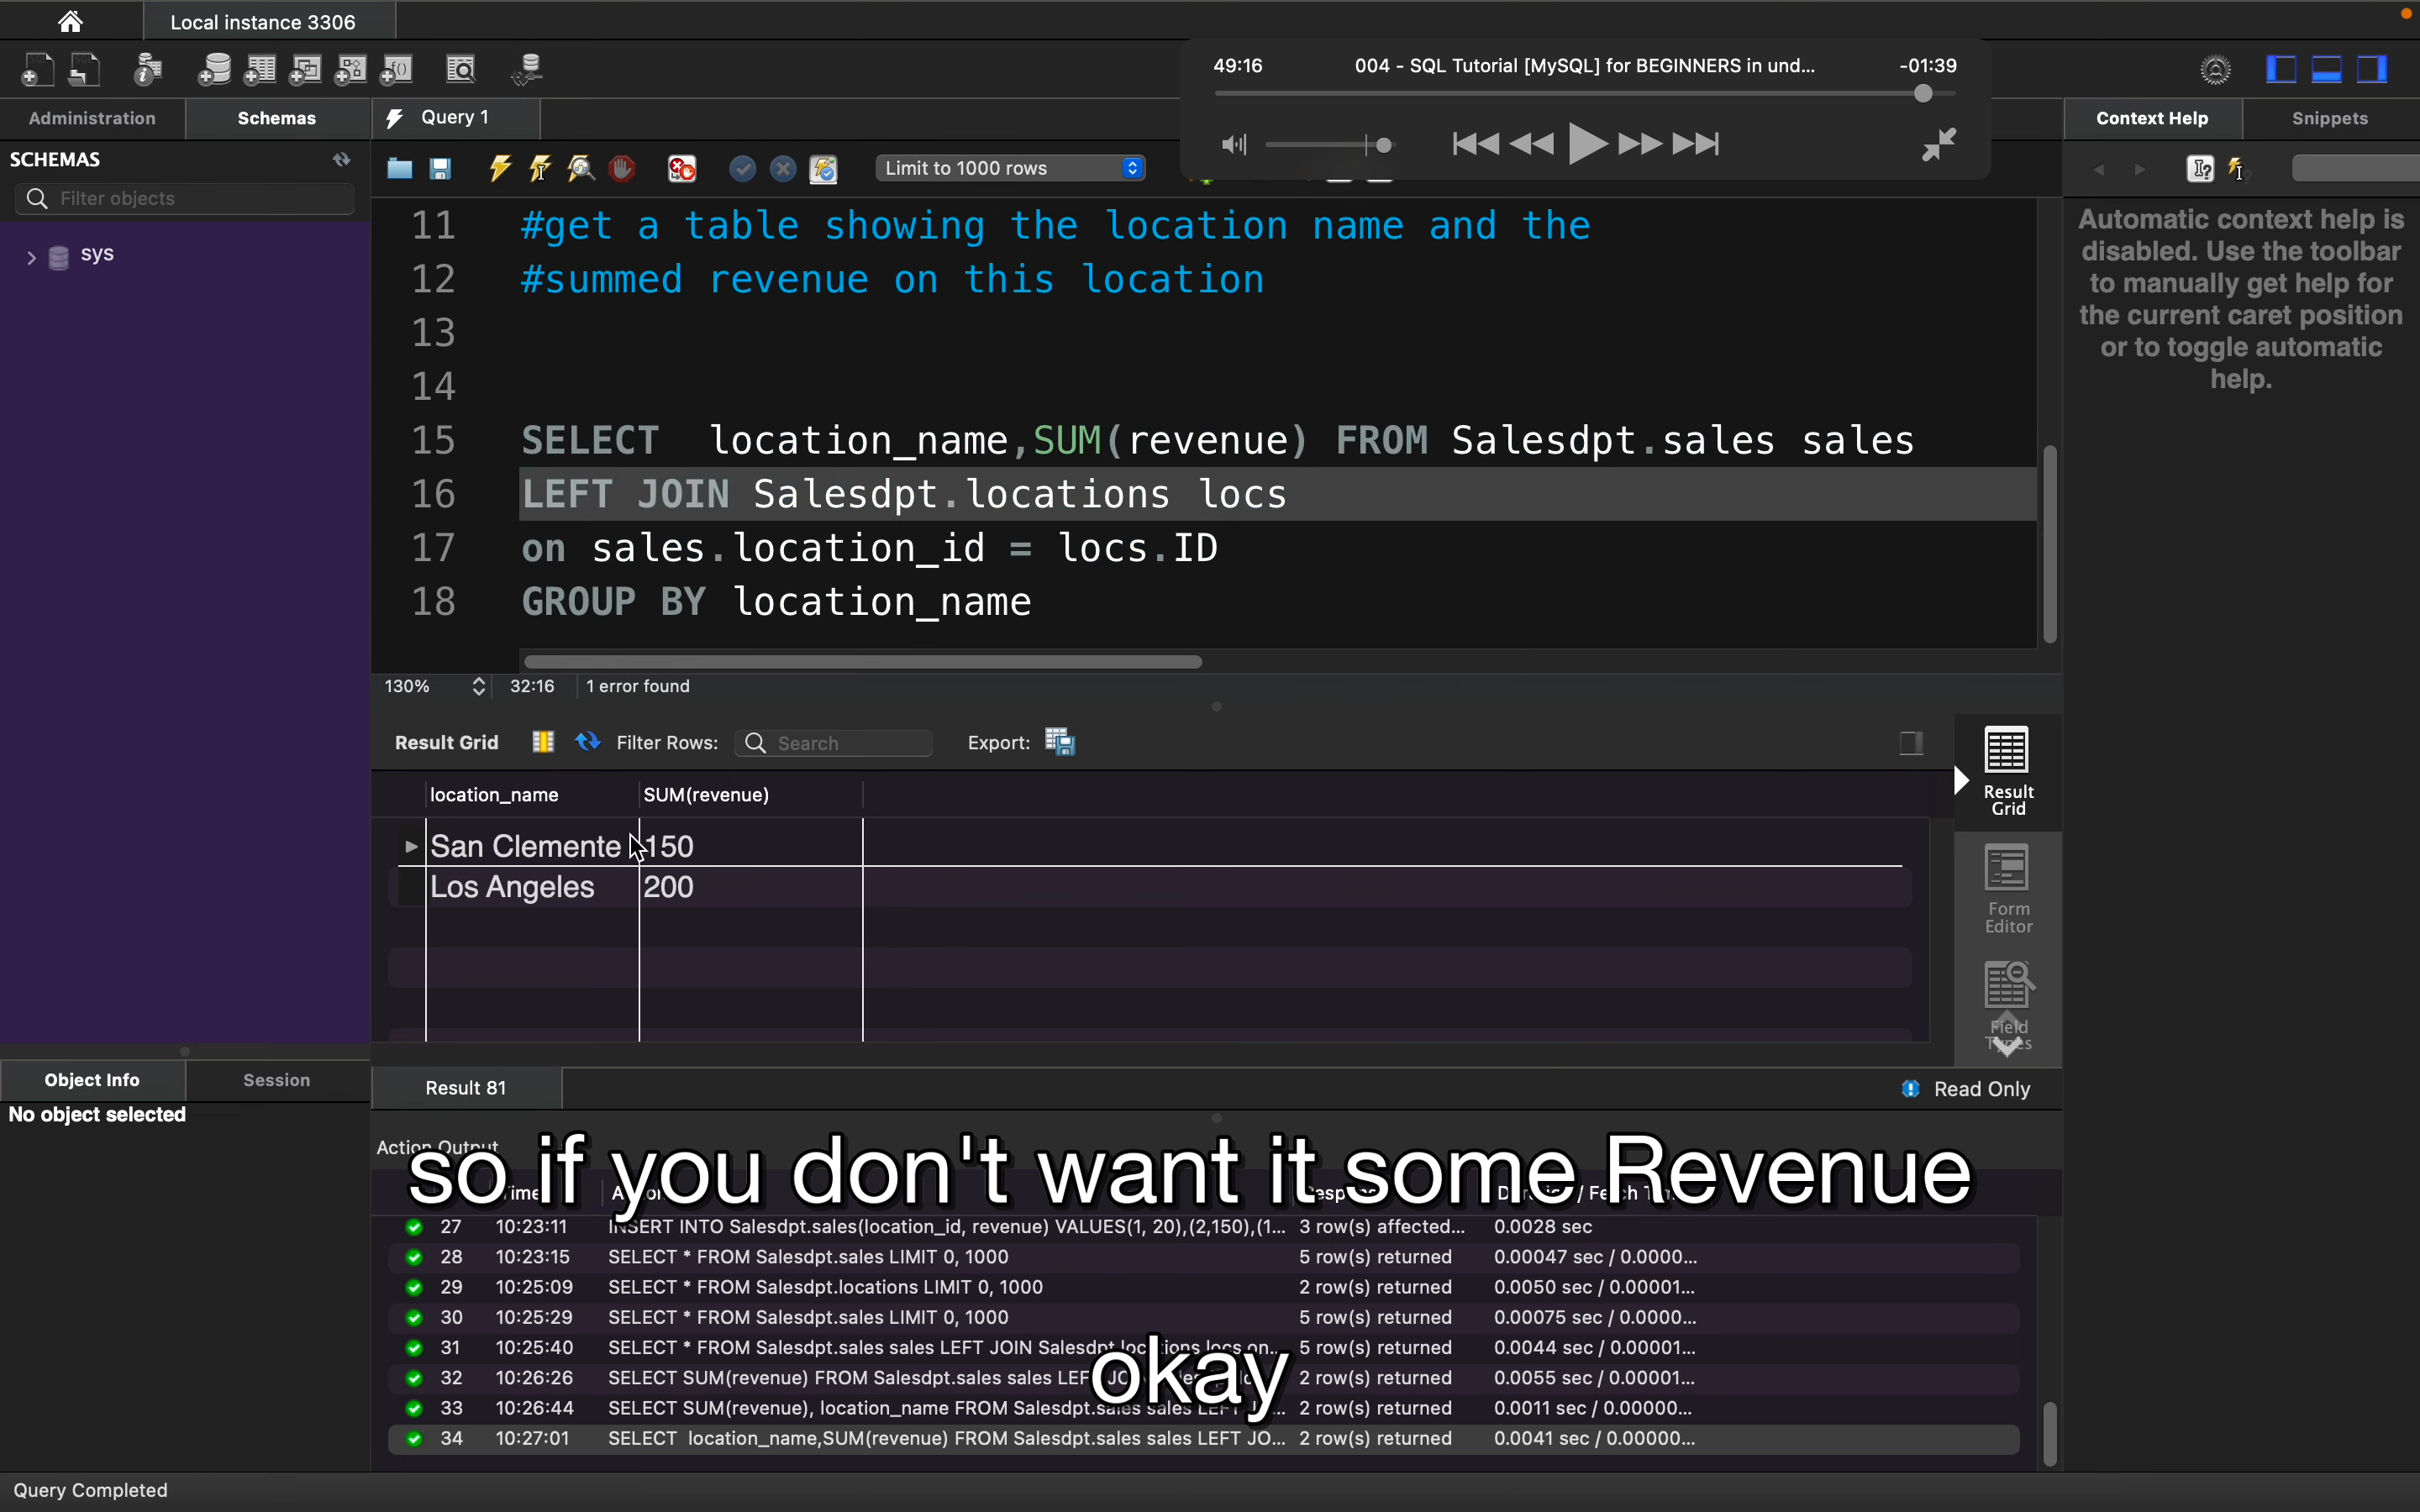 Local instance 3306
49:16 004 - SQL Tutorial [MySQL] for BEGINNERS in und... -01:39
Administration Schemas Query 1 Context Help Snippets
SCHEMAS
Limit to 1000 rows
Filter objects
sys
Automatic context help is
disabled. Use the toolbar
to manually get help for
the current caret position
or to toggle automatic
help.
11 #get a table showing the location name and the
12 #summed revenue on this location
13
14
15 SELECT location_name,SUM(revenue) FROM Salesdpt.sales sales
16 LEFT JOIN Salesdpt.locations locs
17 on sales.location_id = locs.ID
18 GROUP BY location_name
130% 32:16 1 error found
Result Grid Filter Rows: Search Export:
location_name SUM(revenue)
San Clemente 150
Los Angeles 200
Result
Grid
Form
Editor
Field
Types
Object Info Session
No object selected
Result 81 Read Only
Action Output
so if you don't want it some Revenue
okay
27 10:23:11 INSERT INTO Salesdpt.sales(location_id, revenue) VALUES(1, 20),(2,150),(1... 3 row(s) affected... 0.0028 sec
28 10:23:15 SELECT * FROM Salesdpt.sales LIMIT 0, 1000 5 row(s) returned 0.00047 sec / 0.0000...
29 10:25:09 SELECT * FROM Salesdpt.locations LIMIT 0, 1000 2 row(s) returned 0.0050 sec / 0.00001...
30 10:25:29 SELECT * FROM Salesdpt.sales LIMIT 0, 1000 5 row(s) returned 0.00075 sec / 0.0000...
31 10:25:40 SELECT * FROM Salesdpt.sales sales LEFT JOIN Salesdpt.locations locs on... 5 row(s) returned 0.0044 sec / 0.00001...
32 10:26:26 SELECT SUM(revenue) FROM Salesdpt.sales sales 2 row(s) returned 0.0055 sec / 0.00001...
33 10:26:44 SELECT SUM(revenue), location_name FROM Salesdpt.sales sales LEFT 2 row(s) returned 0.0011 sec / 0.00000...
34 10:27:01 SELECT location_name,SUM(revenue) FROM Salesdpt.sales sales LEFT JO... 2 row(s) returned 0.0041 sec / 0.00000...
Query Completed